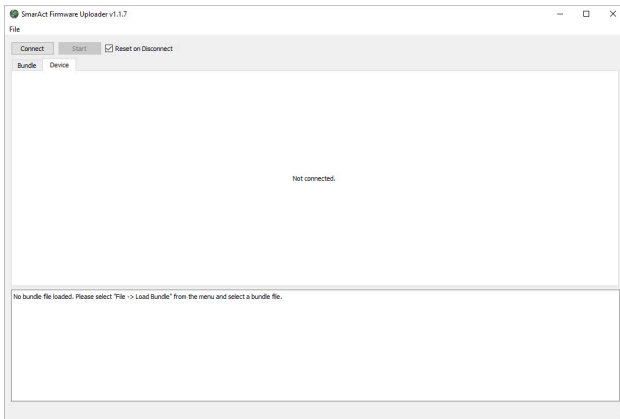 SmarAct Firmware Uploader v1.1.7
File
Connect Start Reset on Disconnect
Bundle Device
Not connected.
No bundle file loaded. Please select "File -> Load Bundle" from the menu and select a bundle file.